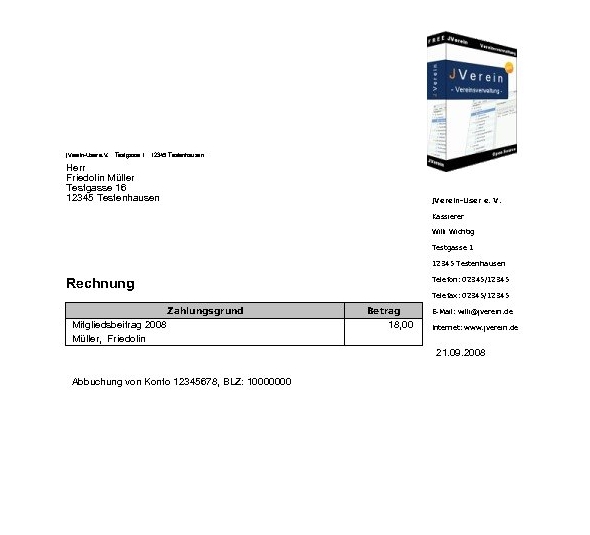 FREE JVerein
Vereinsverwaltung
JVerein
JVerein
- Vereinsverwaltung -
JVerein
Open Source
JVerein-User e.V. Testgasse 1 12345 Testenhausen
Herr
Friedolin Müller
Testgasse 16
12345 Testenhausen
JVerein-User e. V.
Kassierer
Willi Wichtig
Testgasse 1
12345 Testenhausen
Telefon: 02345/12345
Telefax: 02345/12345
E-Mail: willi@jverein.de
Internet: www.jverein.de
21.09.2008
Rechnung
Zahlungsgrund Betrag
Mitgliedsbeitrag 2008 18,00
Müller, Friedolin
Abbuchung von Konto 12345678, BLZ: 10000000